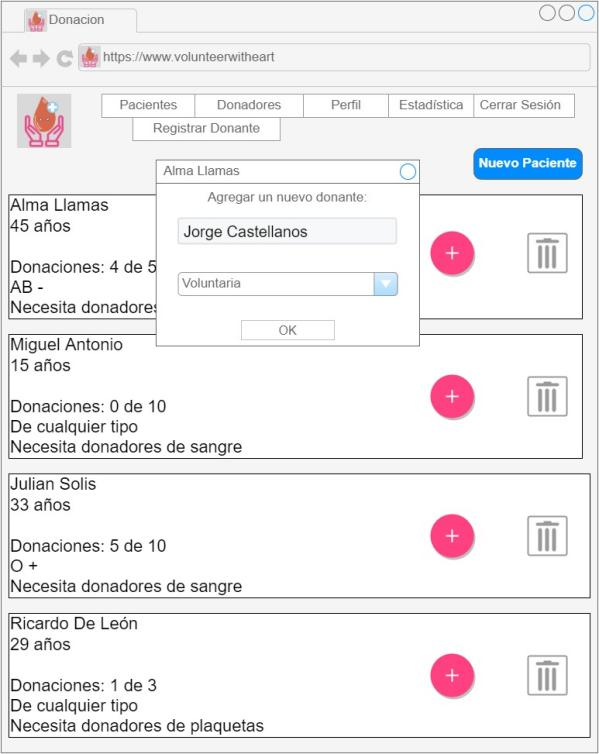 Donacion
https://www.volunteerwitheart
Pacientes Donadores Perfil Estadística Cerrar Sesión
Registrar Donante
Nuevo Paciente
Alma Llamas
Agregar un nuevo donante:
Jorge Castellanos
Voluntaria
OK
Alma Llamas
45 años
Donaciones: 4 de 5
AB -
Necesita donadores
Miguel Antonio
15 años
Donaciones: 0 de 10
De cualquier tipo
Necesita donadores de sangre
Julian Solis
33 años
Donaciones: 5 de 10
O +
Necesita donadores de sangre
Ricardo De León
29 años
Donaciones: 1 de 3
De cualquier tipo
Necesita donadores de plaquetas